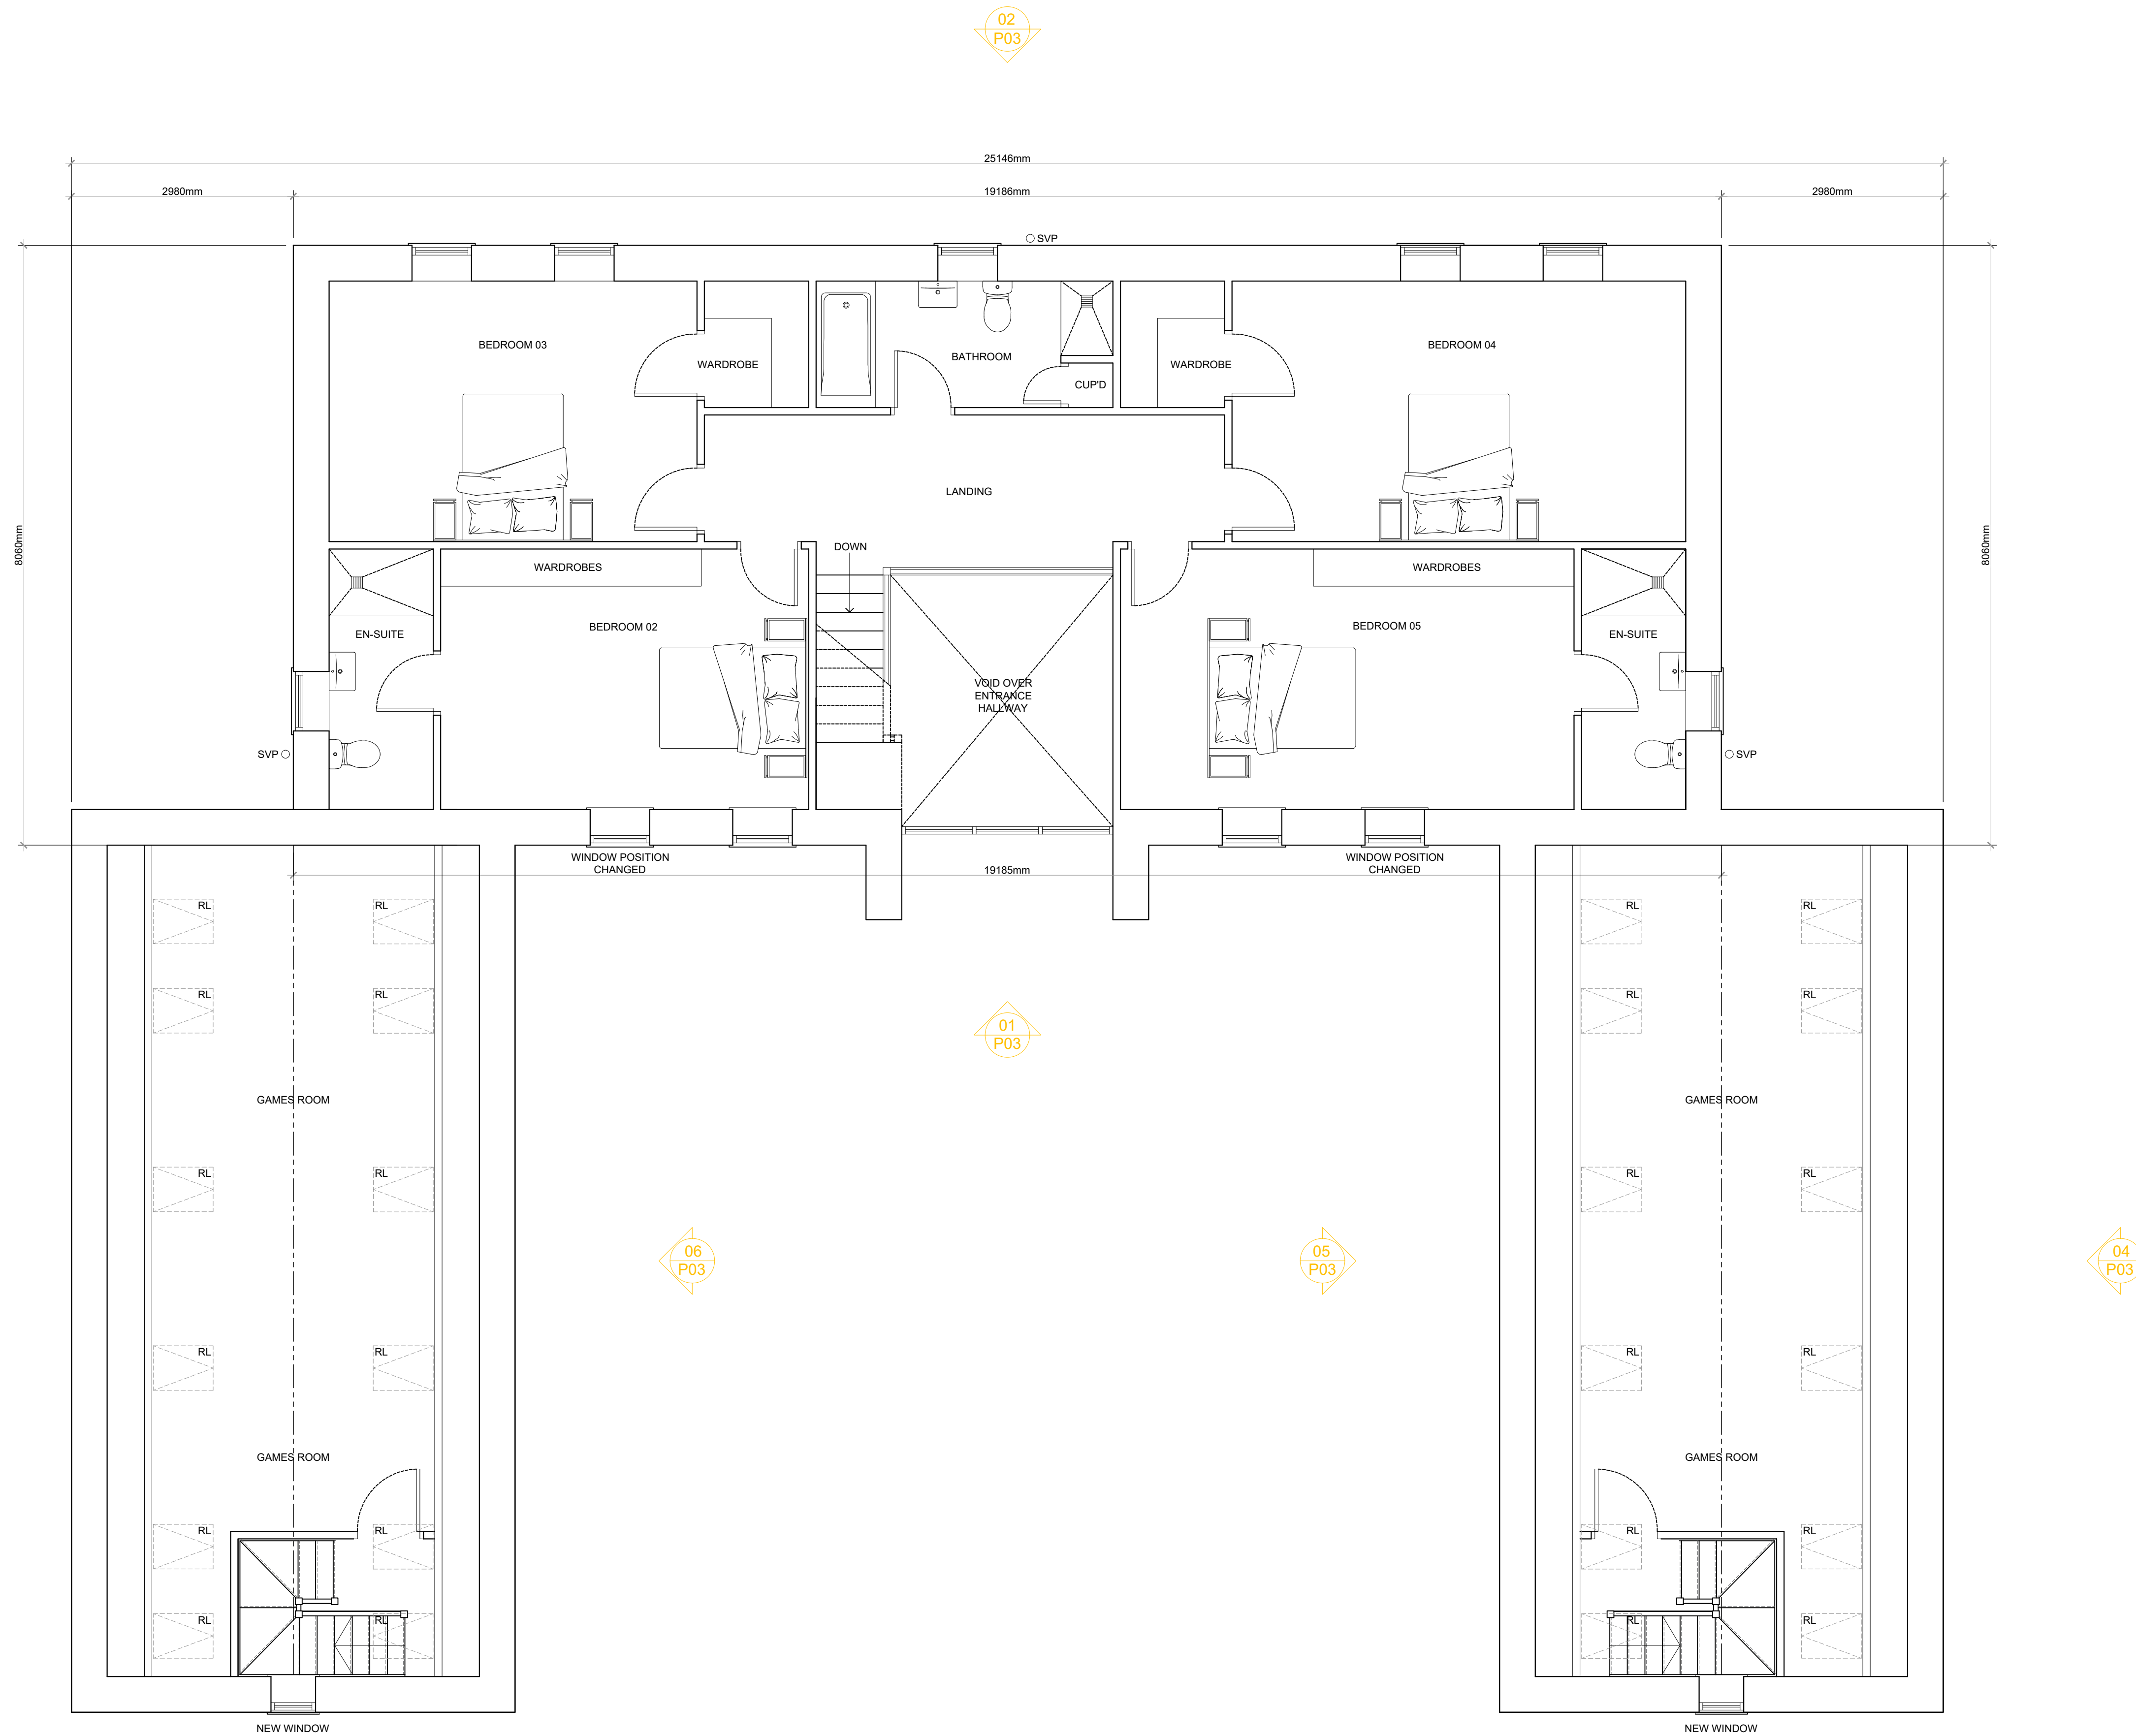 02
P03
25146mm
2980mm
19186mm
2980mm
SVP
BEDROOM 03
BEDROOM 04
BATHROOM
WARDROBE
WARDROBE
CUP'D
LANDING
8060mm
8060mm
DOWN
WARDROBES
WARDROBES
BEDROOM 02
BEDROOM 05
EN-SUITE
EN-SUITE
VOID OVER
ENTRANCE
HALLWAY
SVP
SVP
WINDOW POSITION
CHANGED
WINDOW POSITION
CHANGED
19185mm
RL
RL
RL
RL
RL
RL
RL
RL
01
P03
GAMES ROOM
GAMES ROOM
RL
RL
RL
RL
06
P03
05
P03
04
P03
RL
RL
RL
RL
GAMES ROOM
GAMES ROOM
RL
RL
RL
RL
RL
RL
RL
RL
NEW WINDOW
NEW WINDOW